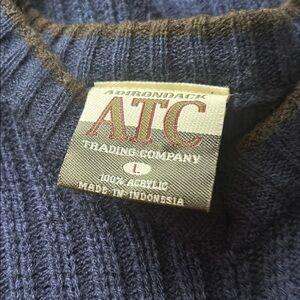 ADIRONDACK
ATC
TRADING COMPANY
L
100% ACRYLIC
MADE IN INDONESIA